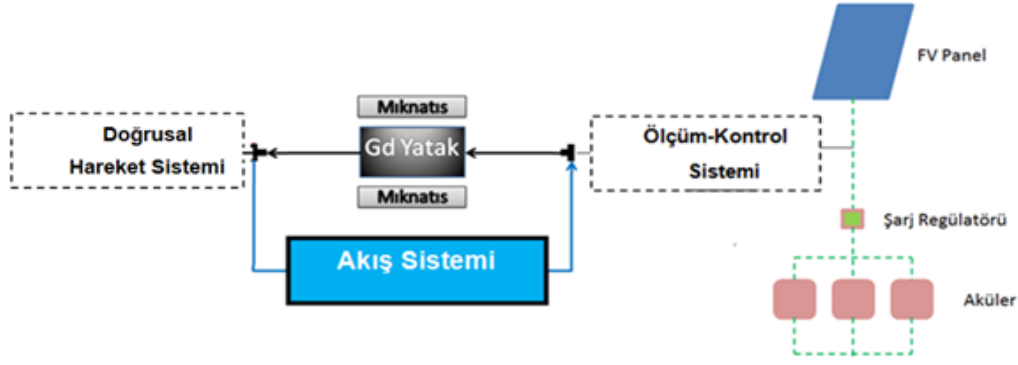 FV Panel
Mıknatıs
Doğrusal
Hareket Sistemi
Gd Yatak
Ölçüm-Kontrol
Sistemi
Mıknatıs
Şarj Regülatörü
Akış Sistemi
Aküler